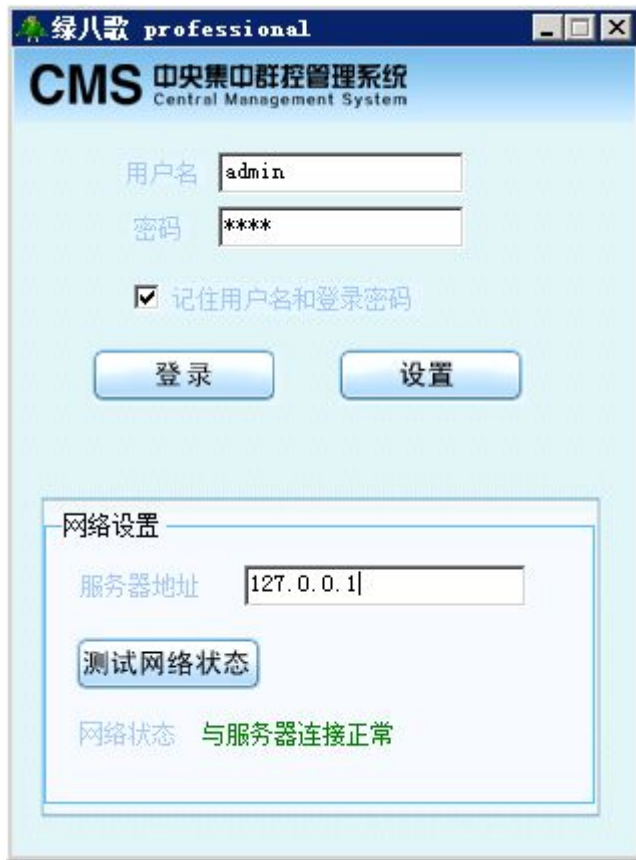 绿八歌 professional
CMS 中央集中群控管理系统
Central Management System
用户名 admin
密码 ****
记住用户名和登录密码
登录 设置
网络设置
服务器地址 127.0.0.1
测试网络状态
网络状态 与服务器连接正常